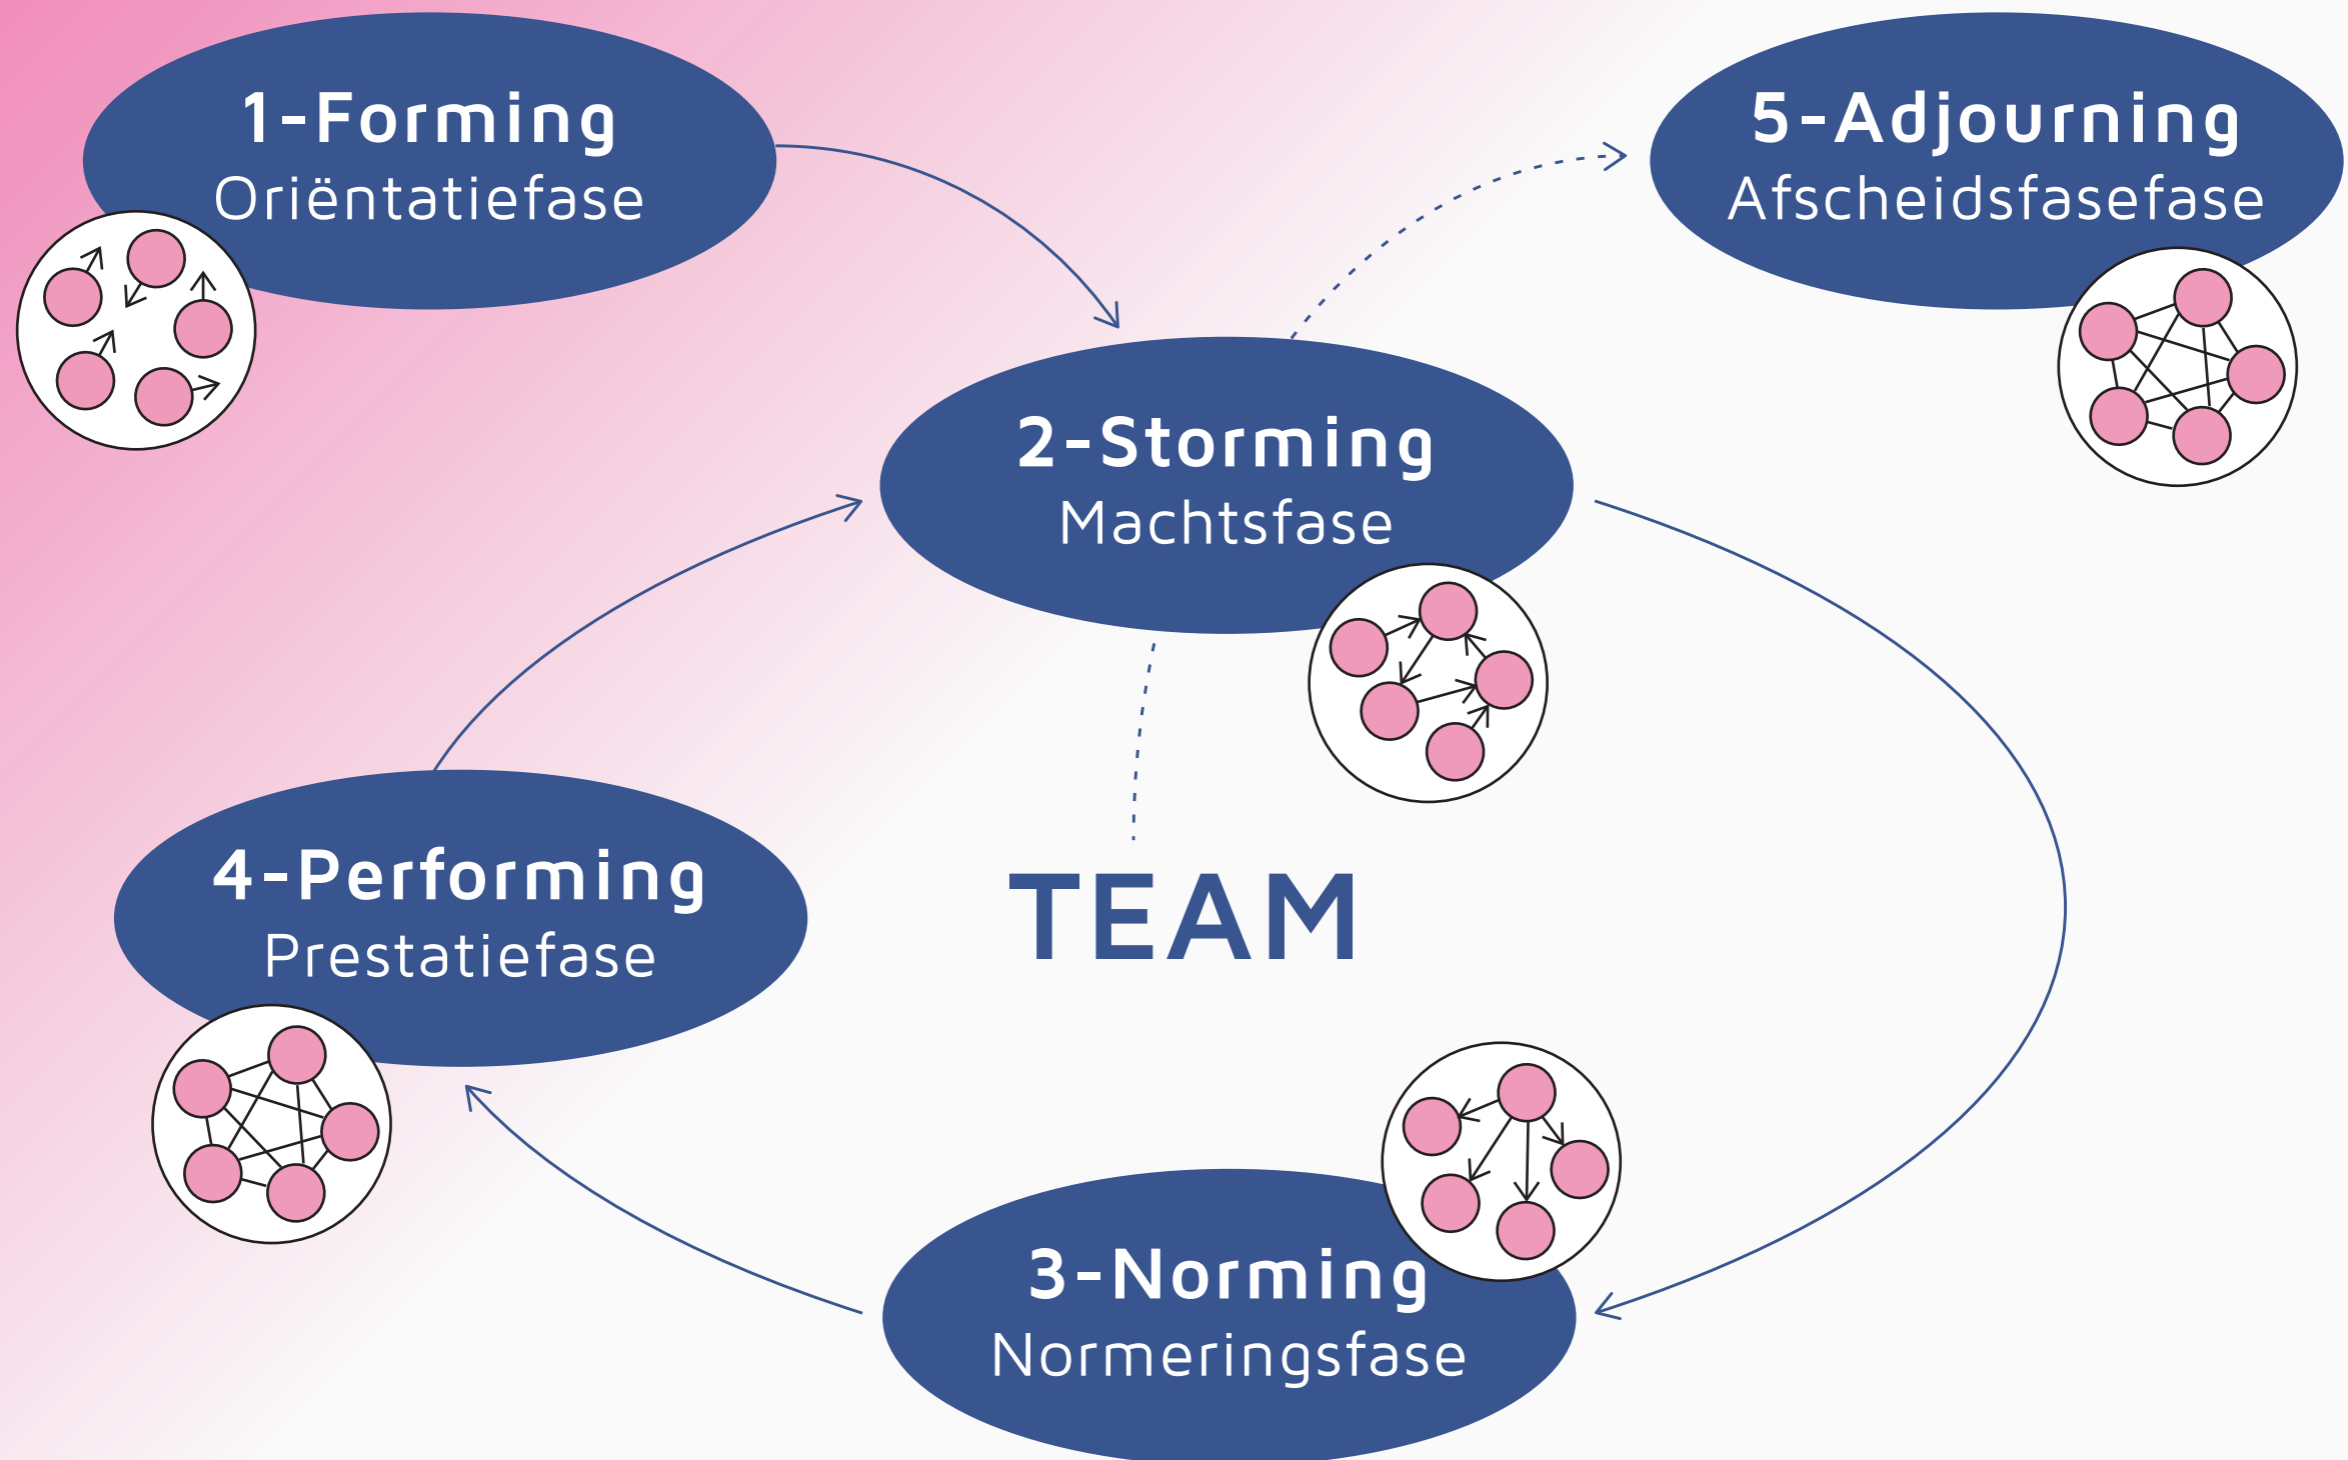 1-Forming
Oriëntatiefase
5-Adjourning
Afscheidsfasefase
2-Storming
Machtsfase
4-Performing
Prestatiefase
TEAM
3-Norming
Normeringsfase